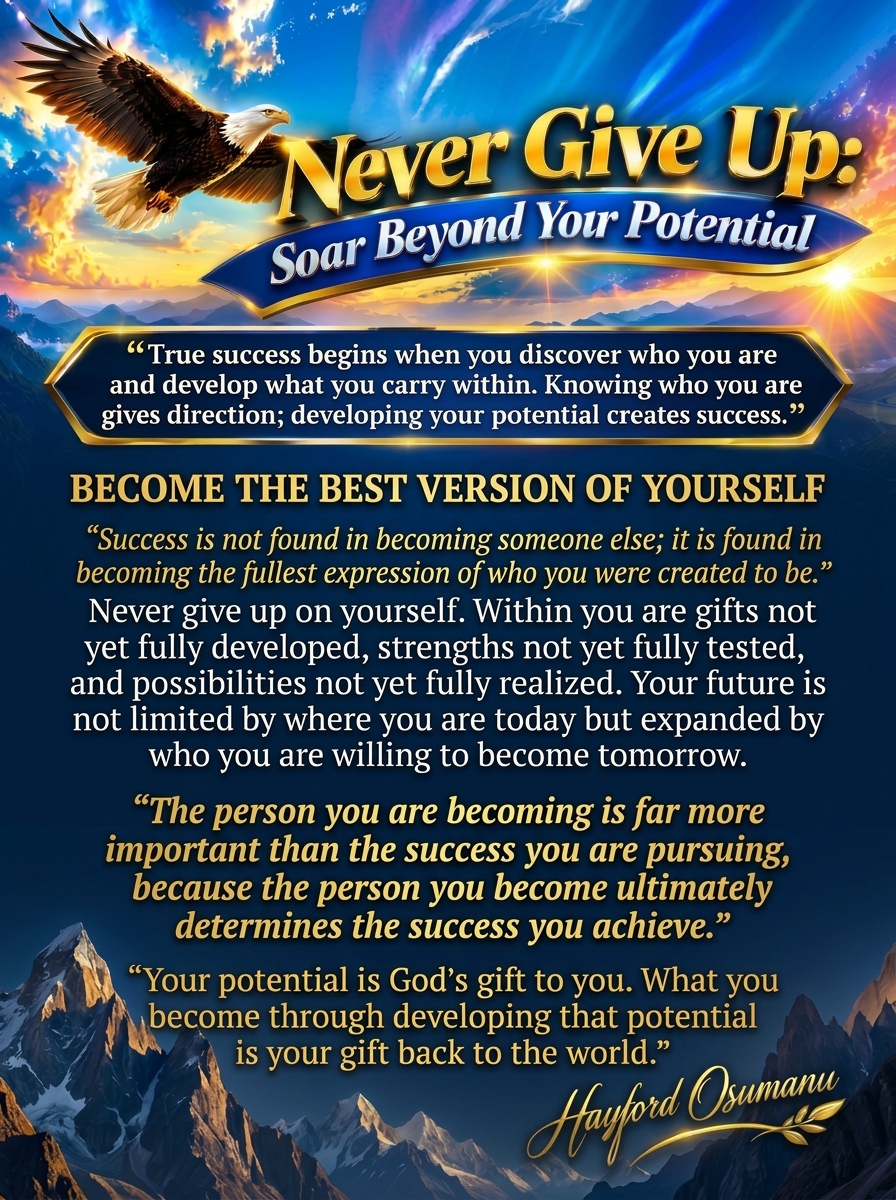 Never Give Up:
Soar Beyond Your Potential
“True success begins when you discover who you are
and develop what you carry within. Knowing who you are
gives direction; developing your potential creates success.”
BECOME THE BEST VERSION OF YOURSELF
“Success is not found in becoming someone else; it is found in
becoming the fullest expression of who you were created to be.”
Never give up on yourself. Within you are gifts not
yet fully developed, strengths not yet fully tested,
and possibilities not yet fully realized. Your future is
not limited by where you are today but expanded by
who you are willing to become tomorrow.
“The person you are becoming is far more
important than the success you are pursuing,
because the person you become ultimately
determines the success you achieve.”
“Your potential is God’s gift to you. What you
become through developing that potential
is your gift back to the world.”
Hayford Osumanu